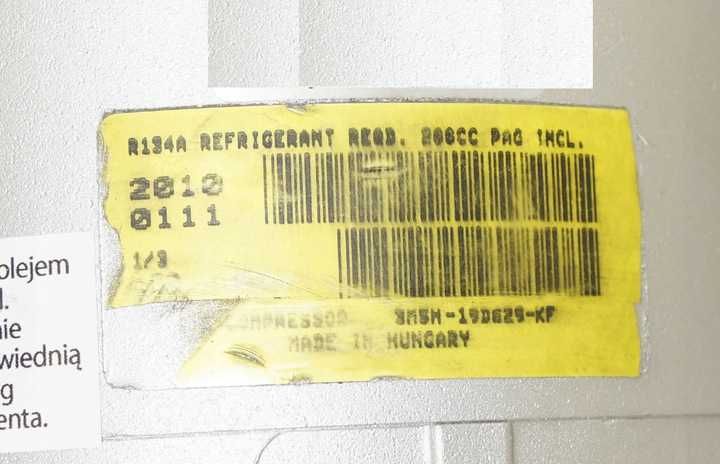 R134A REFRIGERANT REQD. 200CC PAG INCL.
2010
0111
1/3
COMPRESSOR 3M5H-19D629-KF
MADE IN HUNGARY
olejem
nie
wiednią
g
enta.